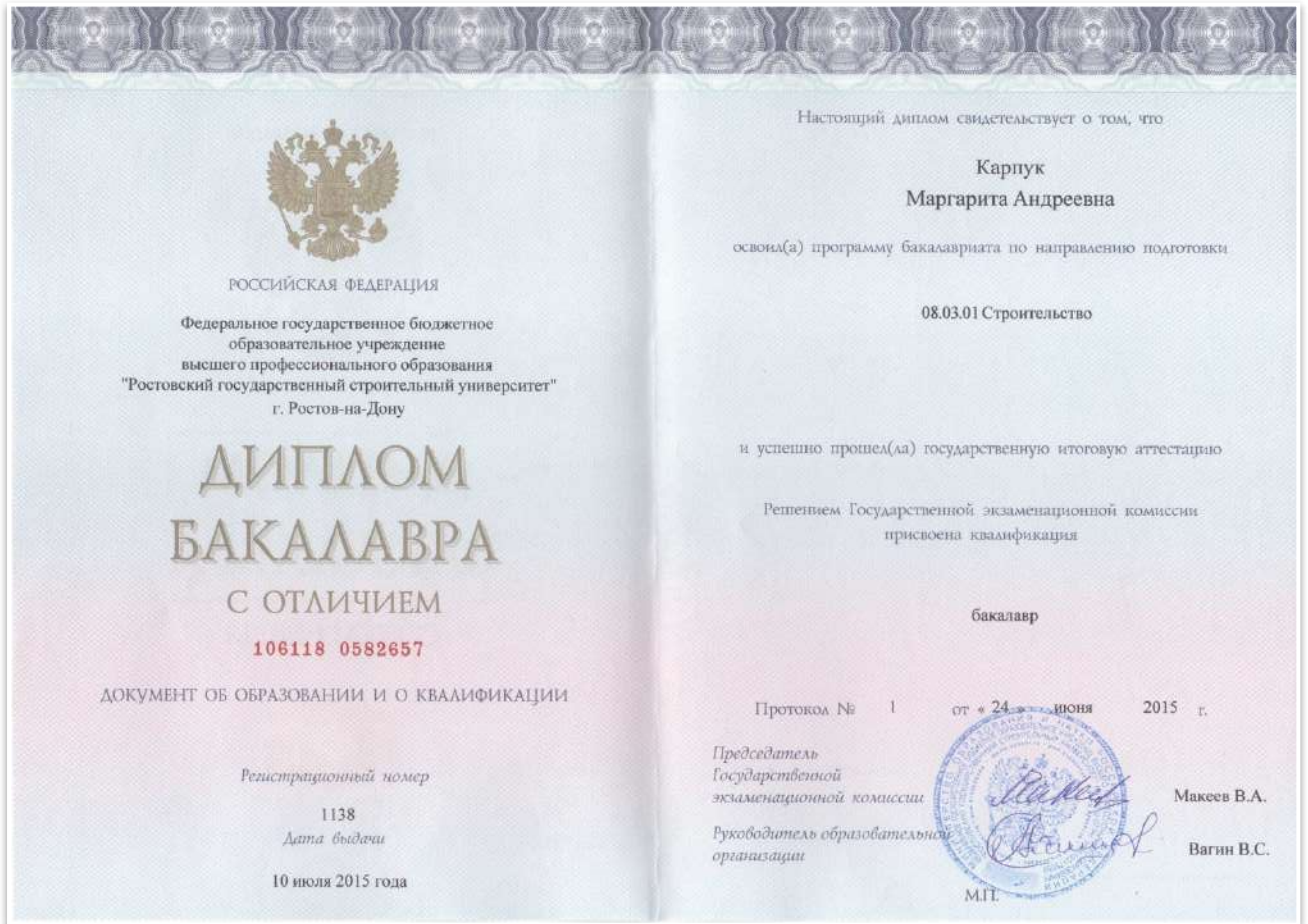 РОССИЙСКАЯ ФЕДЕРАЦИЯ
Федеральное государственное бюджетное
образовательное учреждение
высшего профессионального образования
"Ростовский государственный строительный университет"
г. Ростов-на-Дону
ДИПЛОМ
БАКАЛАВРА
С ОТЛИЧИЕМ
106118 0582657
ДОКУМЕНТ ОБ ОБРАЗОВАНИИ И О КВАЛИФИКАЦИИ
Регистрационный номер
1138
Дата выдачи
10 июля 2015 года
Настоящий диплом свидетельствует о том, что
Карпук
Маргарита Андреевна
освоил(а) программу бакалавриата по направлению подготовки
08.03.01 Строительство
и успешно прошел(ла) государственную итоговую аттестацию
Решением Государственной экзаменационной комиссии
присвоена квалификация
бакалавр
Протокол № 1 от « 24 » июня 2015 г.
Председатель
Государственной
экзаменационной комиссии
Макеев В.А.
Руководитель образовательной
организации
Вагин В.С.
М.П.